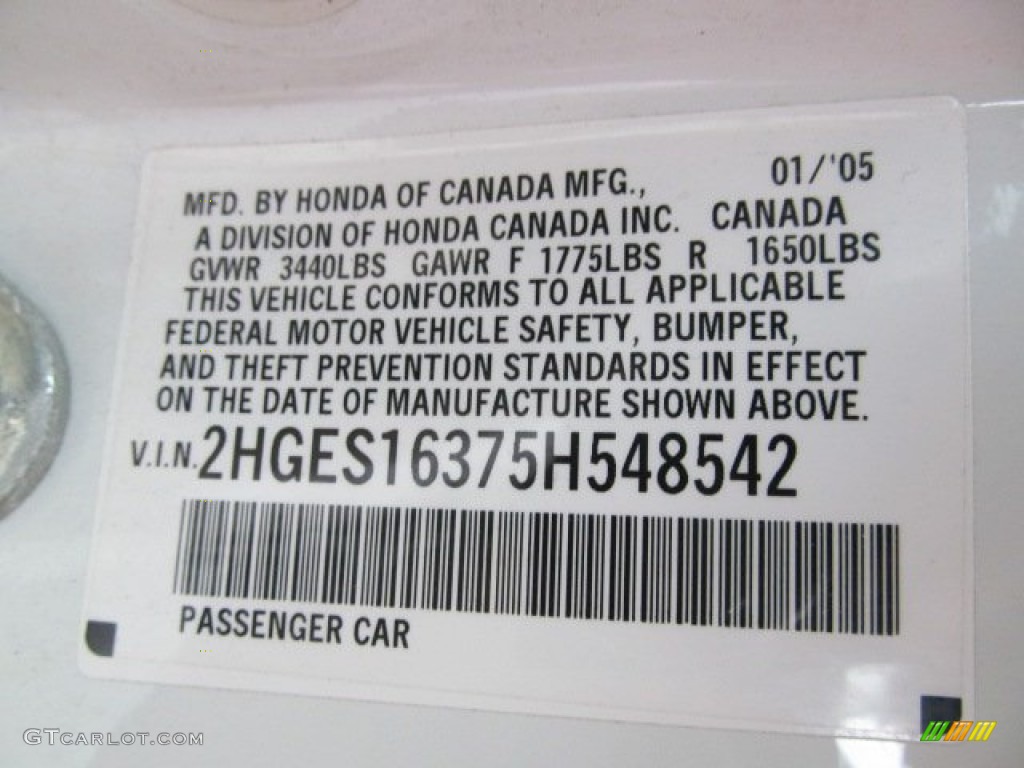 01/'05
MFD. BY HONDA OF CANADA MFG.,
A DIVISION OF HONDA CANADA INC. CANADA
GVWR 3440LBS GAWR F 1775LBS R 1650LBS
THIS VEHICLE CONFORMS TO ALL APPLICABLE
FEDERAL MOTOR VEHICLE SAFETY, BUMPER,
AND THEFT PREVENTION STANDARDS IN EFFECT
ON THE DATE OF MANUFACTURE SHOWN ABOVE.
V.I.N. 2HGES16375H548542
PASSENGER CAR
GTCARLOT.COM